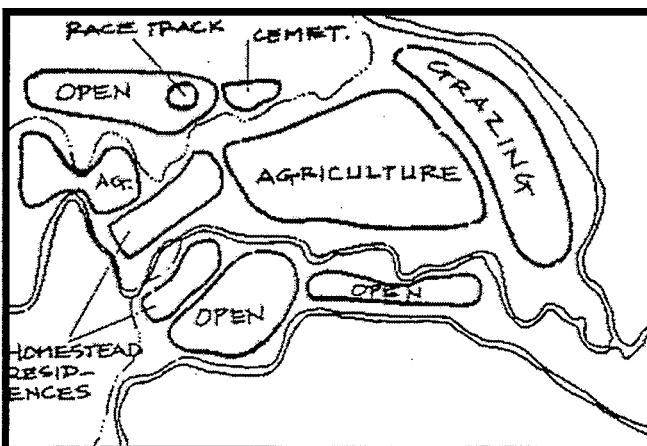 RACE TRACK
CEMET.
OPEN
GRAZING
AGRICULTURE
AG.
OPEN
OPEN
HOMESTEAD
RESID-
ENCES